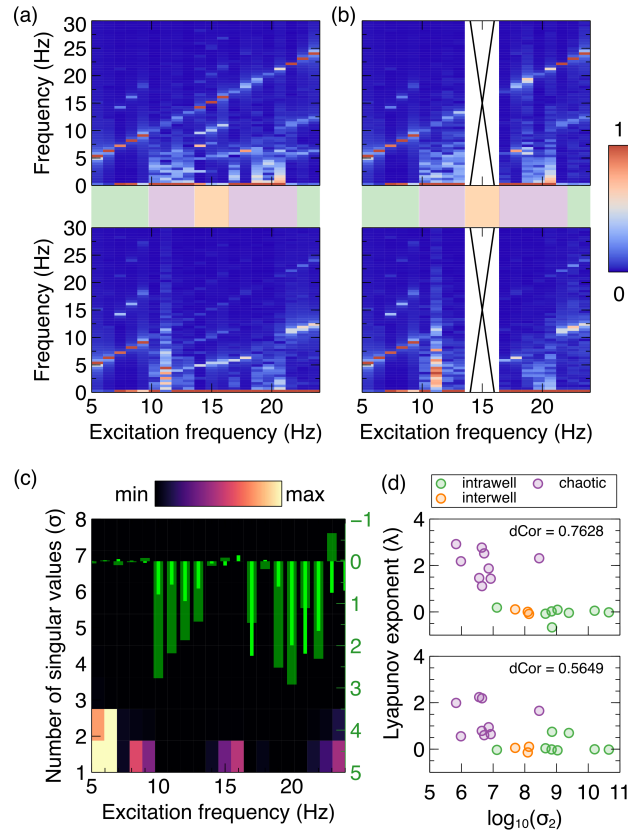 (a)
(b)
30
25
20
15
10
5
0
Frequency (Hz)
1
0
30
25
20
15
10
5
0
Frequency (Hz)
5 10 15 20
5 10 15 20
Excitation frequency (Hz)
Excitation frequency (Hz)
(c)
min max
8
7
6
5
4
3
2
1
Number of singular values (σ)
−1
0
1
2
3
4
5
5 10 15 20
Excitation frequency (Hz)
(d)
intrawell chaotic
interwell
dCor = 0.7628
4
2
0
dCor = 0.5649
4
2
0
Lyapunov exponent (λ)
5 6 7 8 9 10 11
log10(σ2)